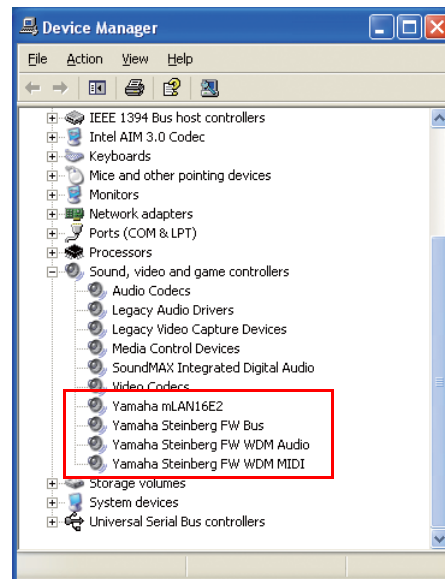 Device Manager
File Action View Help
IEEE 1394 Bus host controllers
Intel AIM 3.0 Codec
Keyboards
Mice and other pointing devices
Monitors
Network adapters
Ports (COM & LPT)
Processors
Sound, video and game controllers
Audio Codecs
Legacy Audio Drivers
Legacy Video Capture Devices
Media Control Devices
SoundMAX Integrated Digital Audio
Video Codecs
Yamaha mLAN16E2
Yamaha Steinberg FW Bus
Yamaha Steinberg FW WDM Audio
Yamaha Steinberg FW WDM MIDI
Storage volumes
System devices
Universal Serial Bus controllers